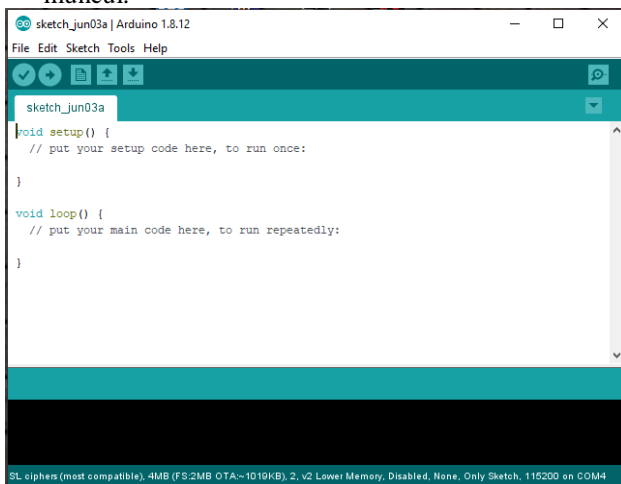 muncul.
sketch_jun03a | Arduino 1.8.12
File Edit Sketch Tools Help
sketch_jun03a
void setup() {
// put your setup code here, to run once:
}
void loop() {
// put your main code here, to run repeatedly:
}
SL ciphers (most compatible), 4MB (FS:2MB OTA:~1019KB), 2, v2 Lower Memory, Disabled, None, Only Sketch, 115200 on COM4